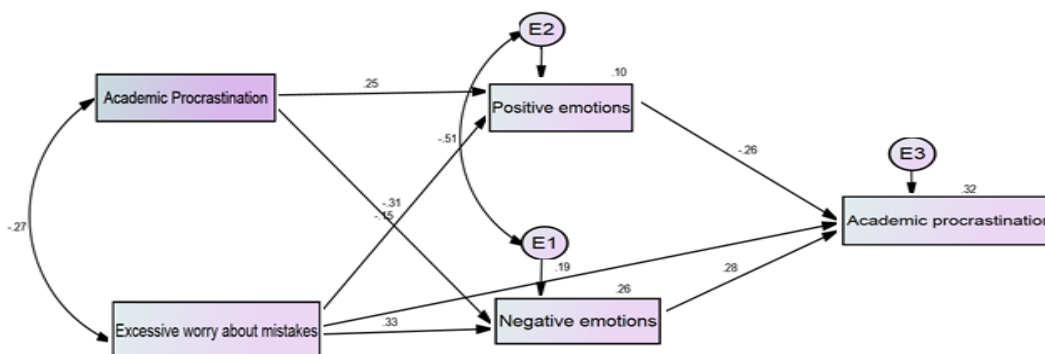 E2
.10
Academic Procrastination
.25
Positive emotions
-.51
-.26
E3
.32
-.31
-.15
Academic procrastination
-.27
E1
.19
.28
.26
Excessive worry about mistakes
.33
Negative emotions